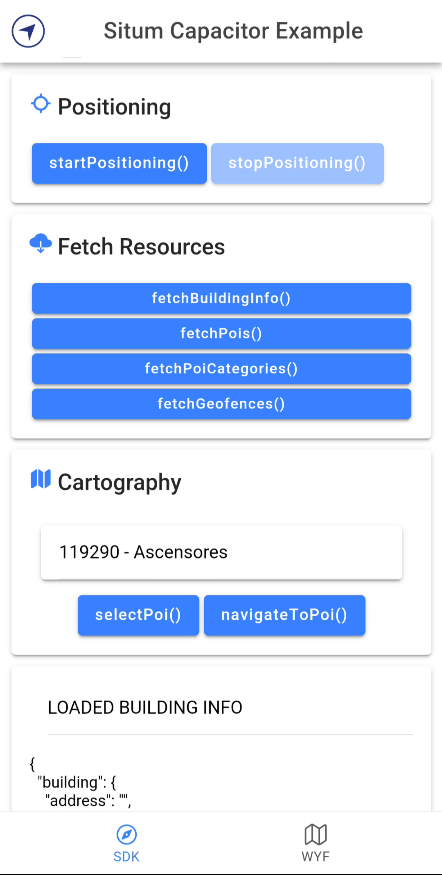 Situm Capacitor Example
Positioning
startPositioning() stopPositioning()
Fetch Resources
fetchBuildingInfo()
fetchPois()
fetchPoiCategories()
fetchGeofences()
Cartography
119290 - Ascensores
selectPoi() navigateToPoi()
LOADED BUILDING INFO
{
"building": {
"address": "",
SDK WYF